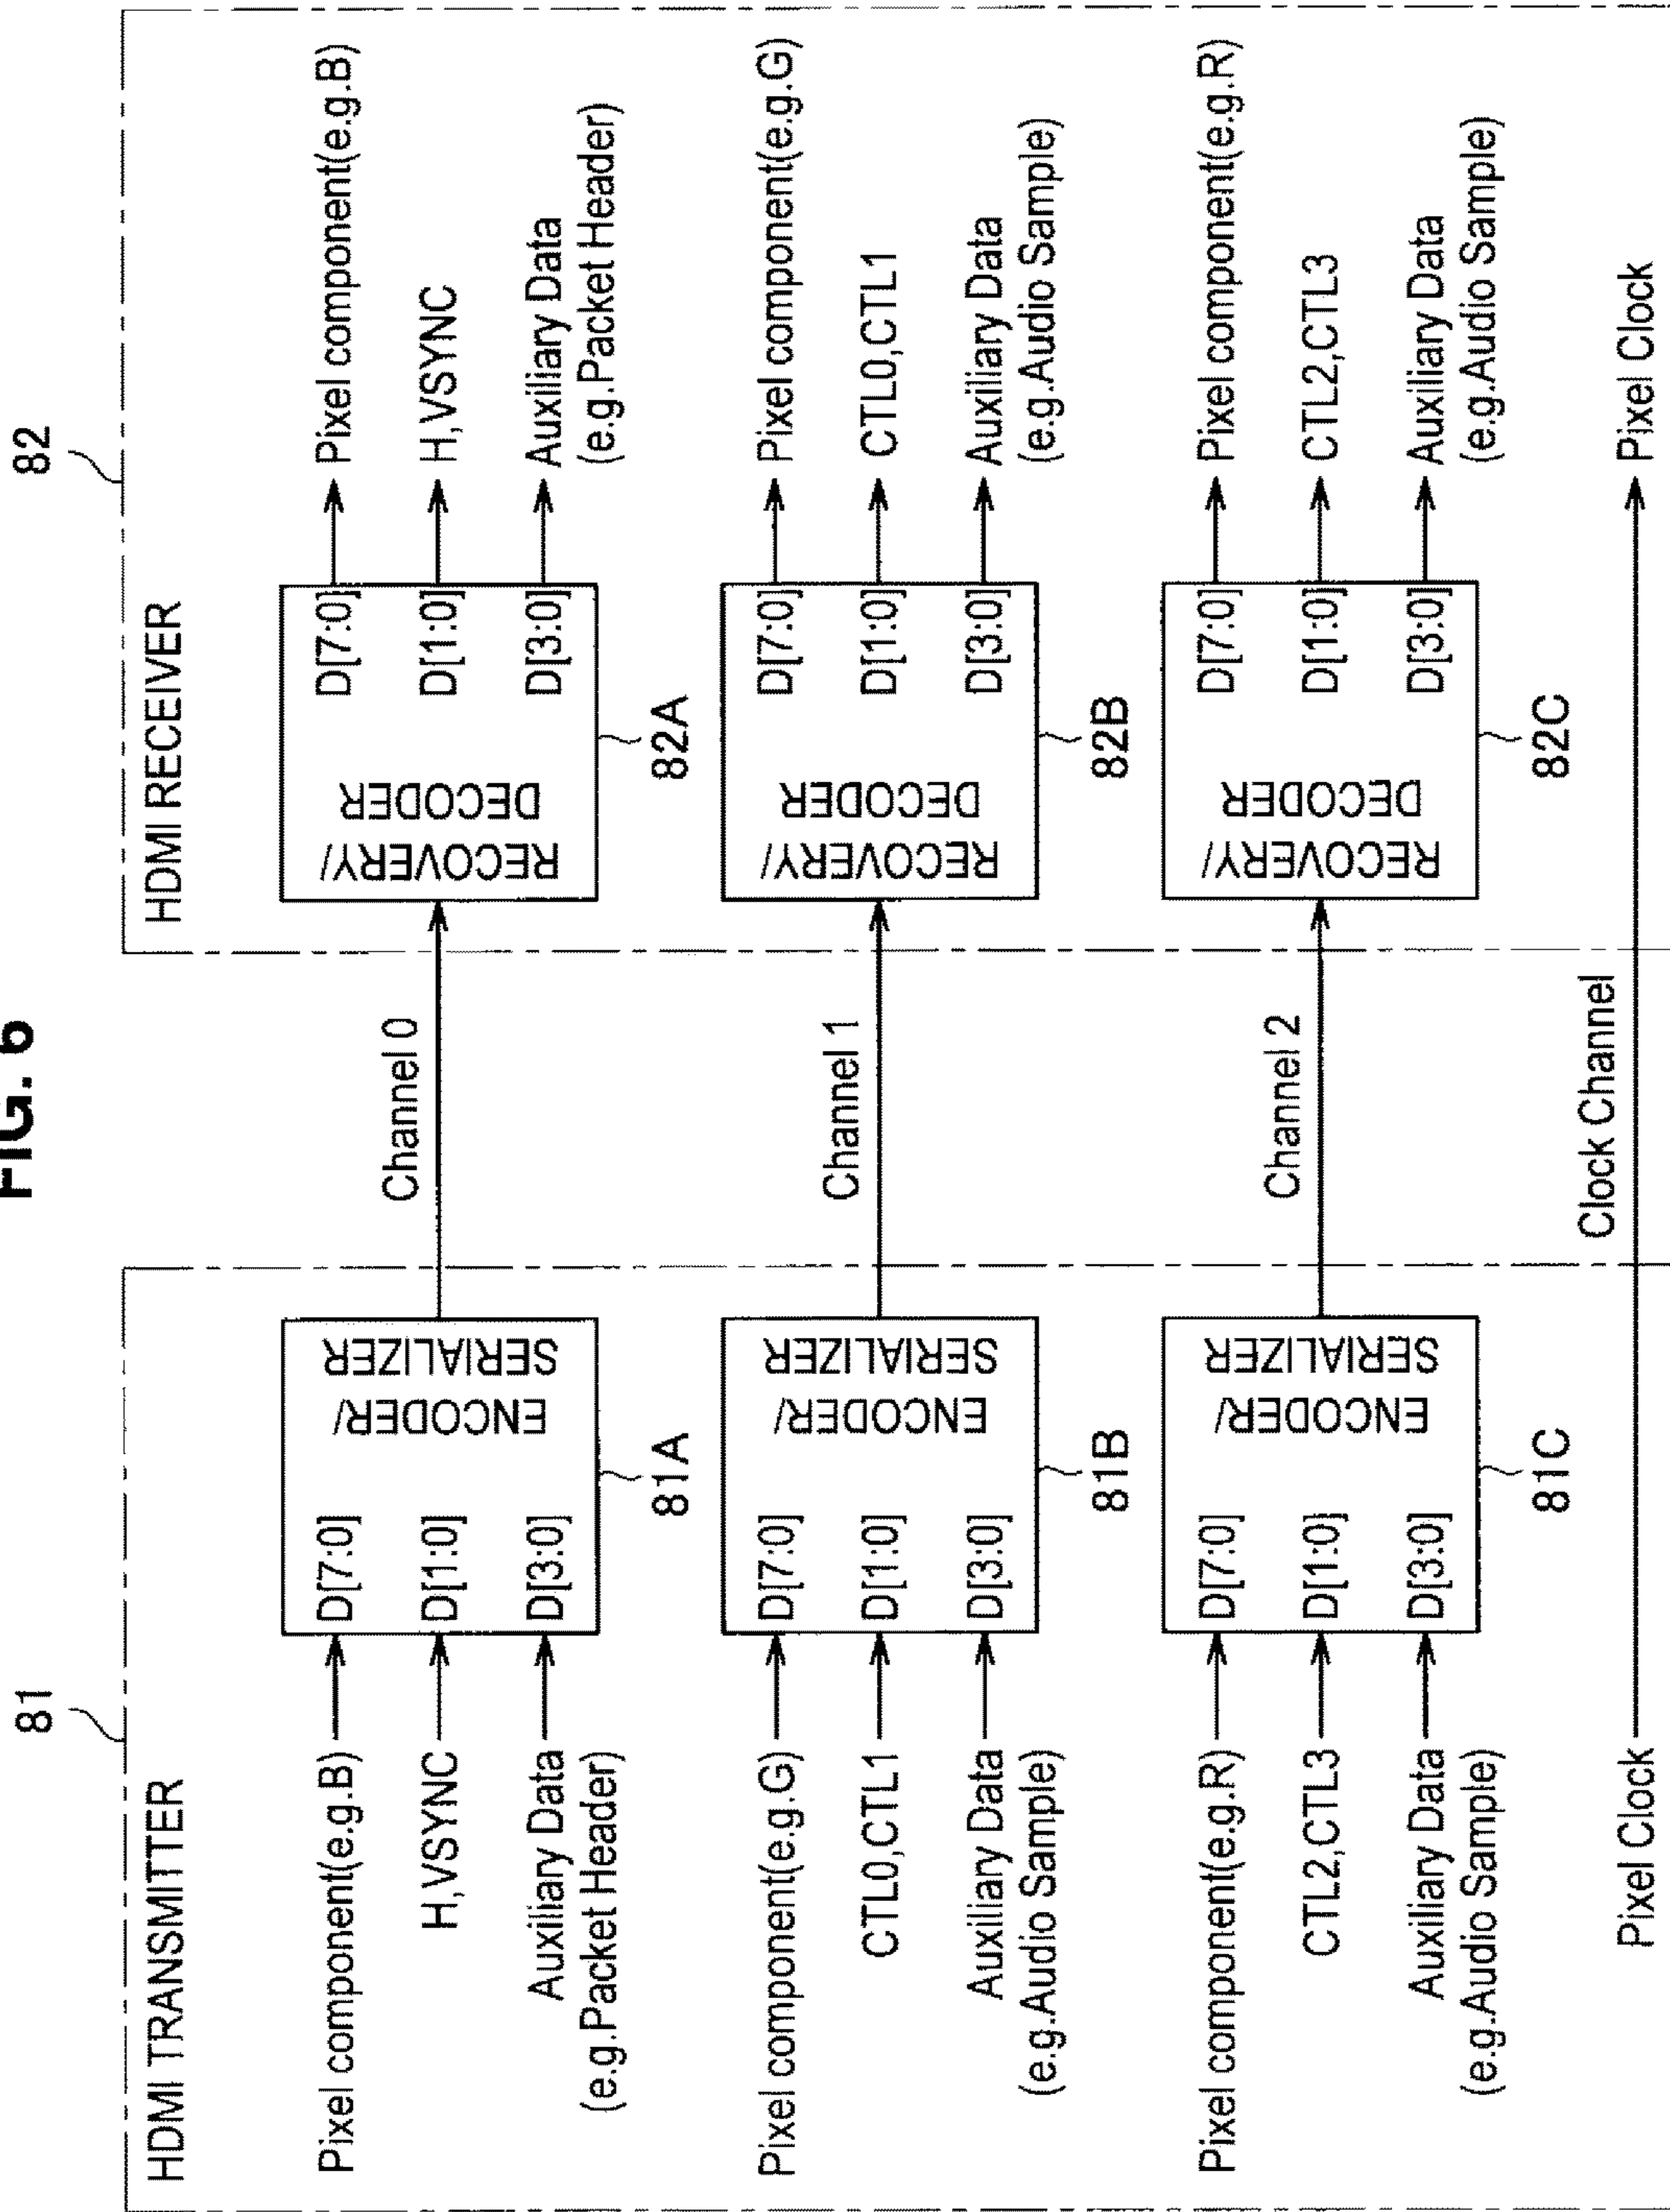 FIG. 6
81
82
HDMI TRANSMITTER
HDMI RECEIVER
Pixel component(e.g.B)
H,VSYNC
Auxiliary Data
(e.g.Packet Header)
D[7:0]
D[1:0]
D[3:0]
ENCODER/
SERIALIZER
81A
Channel 0
RECOVERY/
DECODER
D[7:0]
D[1:0]
D[3:0]
82A
Pixel component(e.g.B)
H,VSYNC
Auxiliary Data
(e.g.Packet Header)
Pixel component(e.g.G)
CTL0,CTL1
Auxiliary Data
(e.g.Audio Sample)
D[7:0]
D[1:0]
D[3:0]
ENCODER/
SERIALIZER
81B
Channel 1
RECOVERY/
DECODER
D[7:0]
D[1:0]
D[3:0]
82B
Pixel component(e.g.G)
CTL0,CTL1
Auxiliary Data
(e.g.Audio Sample)
Pixel component(e.g.R)
CTL2,CTL3
Auxiliary Data
(e.g.Audio Sample)
D[7:0]
D[1:0]
D[3:0]
ENCODER/
SERIALIZER
81C
Channel 2
RECOVERY/
DECODER
D[7:0]
D[1:0]
D[3:0]
82C
Pixel component(e.g.R)
CTL2,CTL3
Auxiliary Data
(e.g.Audio Sample)
Pixel Clock
Clock Channel
Pixel Clock